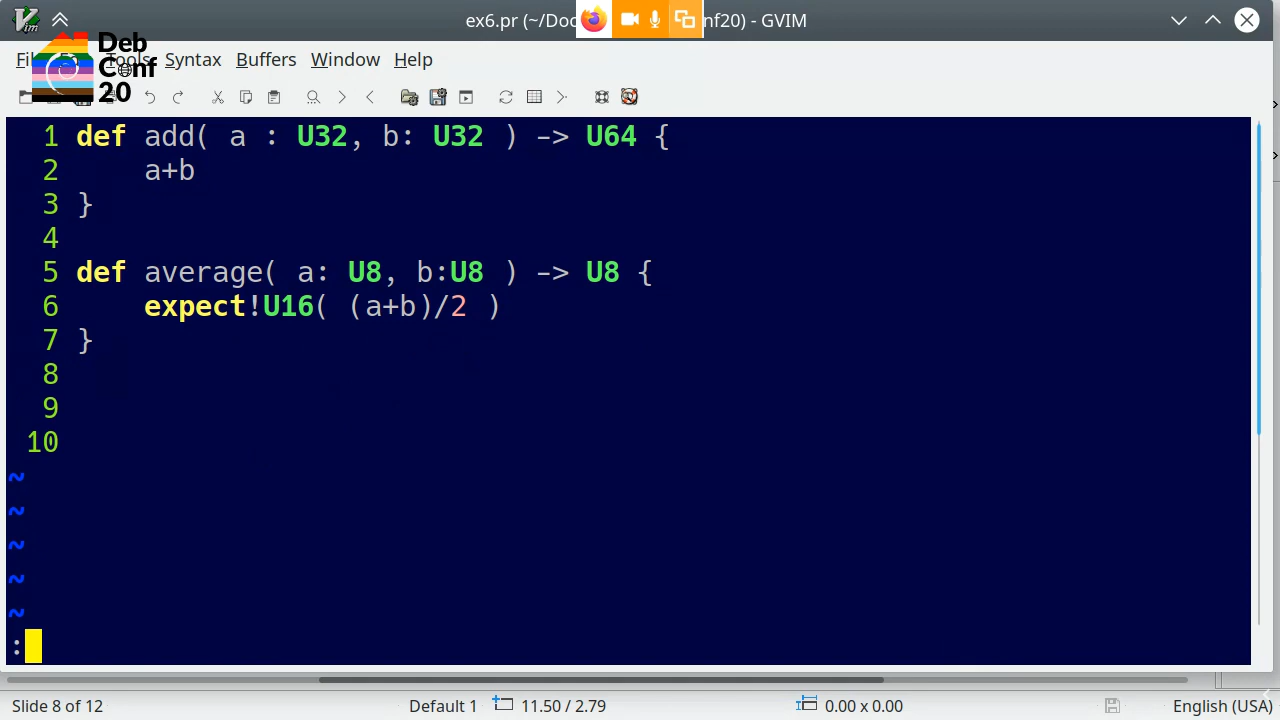 ex6.pr (~/Doc
nf20) - GVIM
Deb
Conf
20
Tools Syntax Buffers Window Help
1 def add( a : U32, b: U32 ) -> U64 {
2 a+b
3 }
4
5 def average( a: U8, b:U8 ) -> U8 {
6 expect!U16( (a+b)/2 )
7 }
8
9
10
~
~
~
~
~
:
Slide 8 of 12 Default 1 11.50 / 2.79 0.00 x 0.00 English (USA)